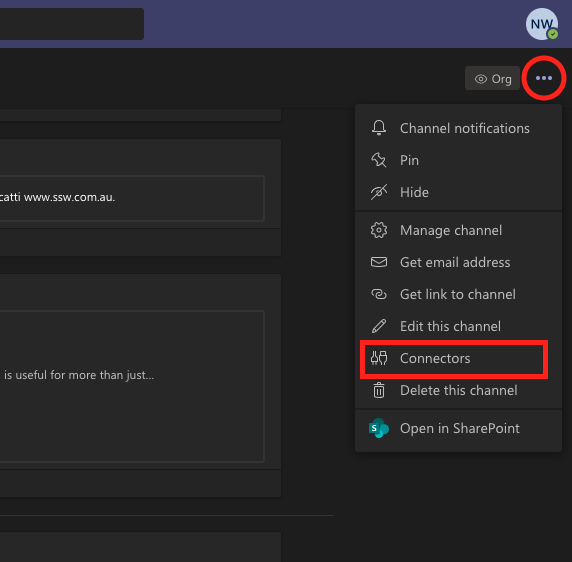 NW
Org
catti www.ssw.com.au.
is useful for more than just...
Channel notifications
Pin
Hide
Manage channel
Get email address
Get link to channel
Edit this channel
Connectors
Delete this channel
S
Open in SharePoint